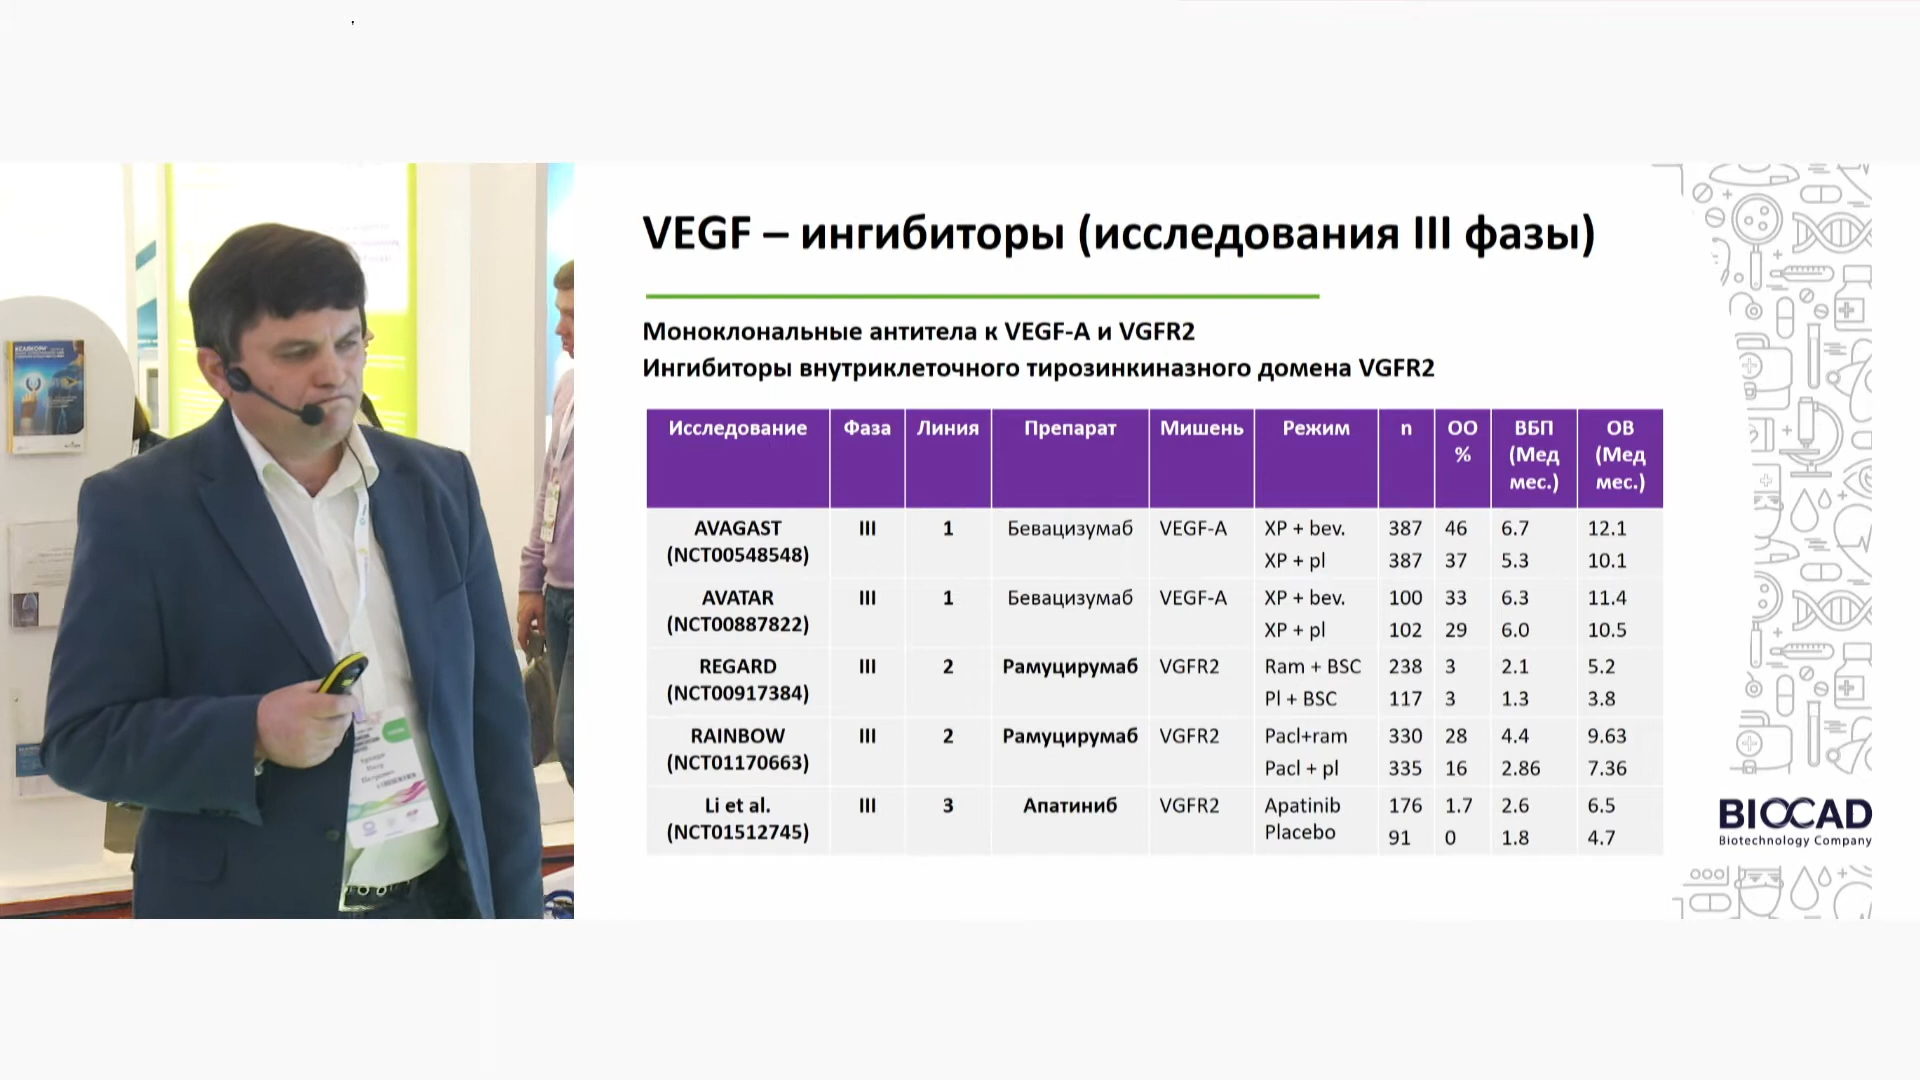 VEGF – ингибиторы (исследования III фазы)
Моноклональные антитела к VEGF-A и VGFR2
Ингибиторы внутриклеточного тирозинкиназного домена VGFR2
Исследование Фаза Линия Препарат Мишень Режим n ОО % ВБП (Мед мес.) ОВ (Мед мес.)
AVAGAST (NCT00548548) III 1 Бевацизумаб VEGF-A XP + bev. 387 46 6.7 12.1
XP + pl 387 37 5.3 10.1
AVATAR (NCT00887822) III 1 Бевацизумаб VEGF-A XP + bev. 100 33 6.3 11.4
XP + pl 102 29 6.0 10.5
REGARD (NCT00917384) III 2 Рамуцирумаб VGFR2 Ram + BSC 238 3 2.1 5.2
Pl + BSC 117 3 1.3 3.8
RAINBOW (NCT01170663) III 2 Рамуцирумаб VGFR2 Pacl+ram 330 28 4.4 9.63
Pacl + pl 335 16 2.86 7.36
Li et al. (NCT01512745) III 3 Апатиниб VGFR2 Apatinib 176 1.7 2.6 6.5
Placebo 91 0 1.8 4.7
BIOCAD
Biotechnology Company